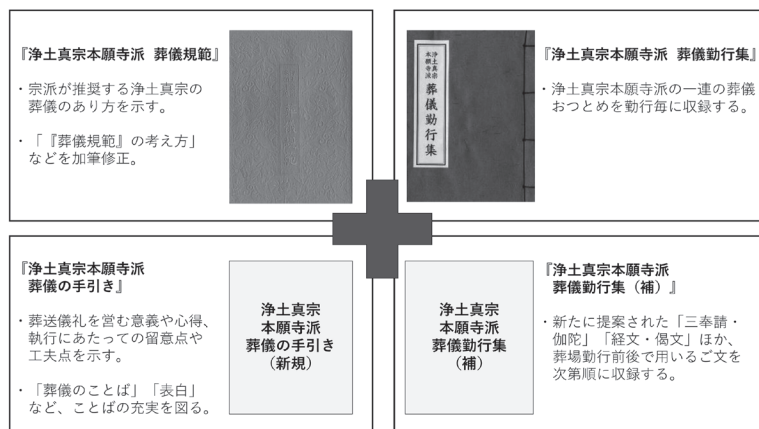 『浄土真宗本願寺派 葬儀規範』
・宗派が推奨する浄土真宗の
葬儀のあり方を示す。
・「『葬儀規範』の考え方」
などを加筆修正。
浄土真宗
本願寺派
葬儀勤行集
『浄土真宗本願寺派 葬儀勤行集』
・浄土真宗本願寺派の一連の葬儀
おつとめを勤行毎に収録する。
『浄土真宗本願寺派
葬儀の手引き』
・葬送儀礼を営む意義や心得、
執行にあたっての留意点や
工夫点を示す。
・「葬儀のことば」「表白」
など、ことばの充実を図る。
浄土真宗
本願寺派
葬儀の手引き
（新規）
浄土真宗
本願寺派
葬儀勤行集
（補）
『浄土真宗本願寺派
葬儀勤行集（補）』
・新たに提案された「三奉請・
伽陀」「経文・偈文」ほか、
葬場勤行前後で用いるご文を
次第順に収録する。